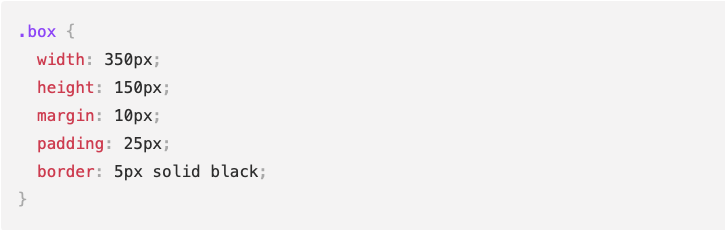 .box {
  width: 350px;
  height: 150px;
  margin: 10px;
  padding: 25px;
  border: 5px solid black;
}